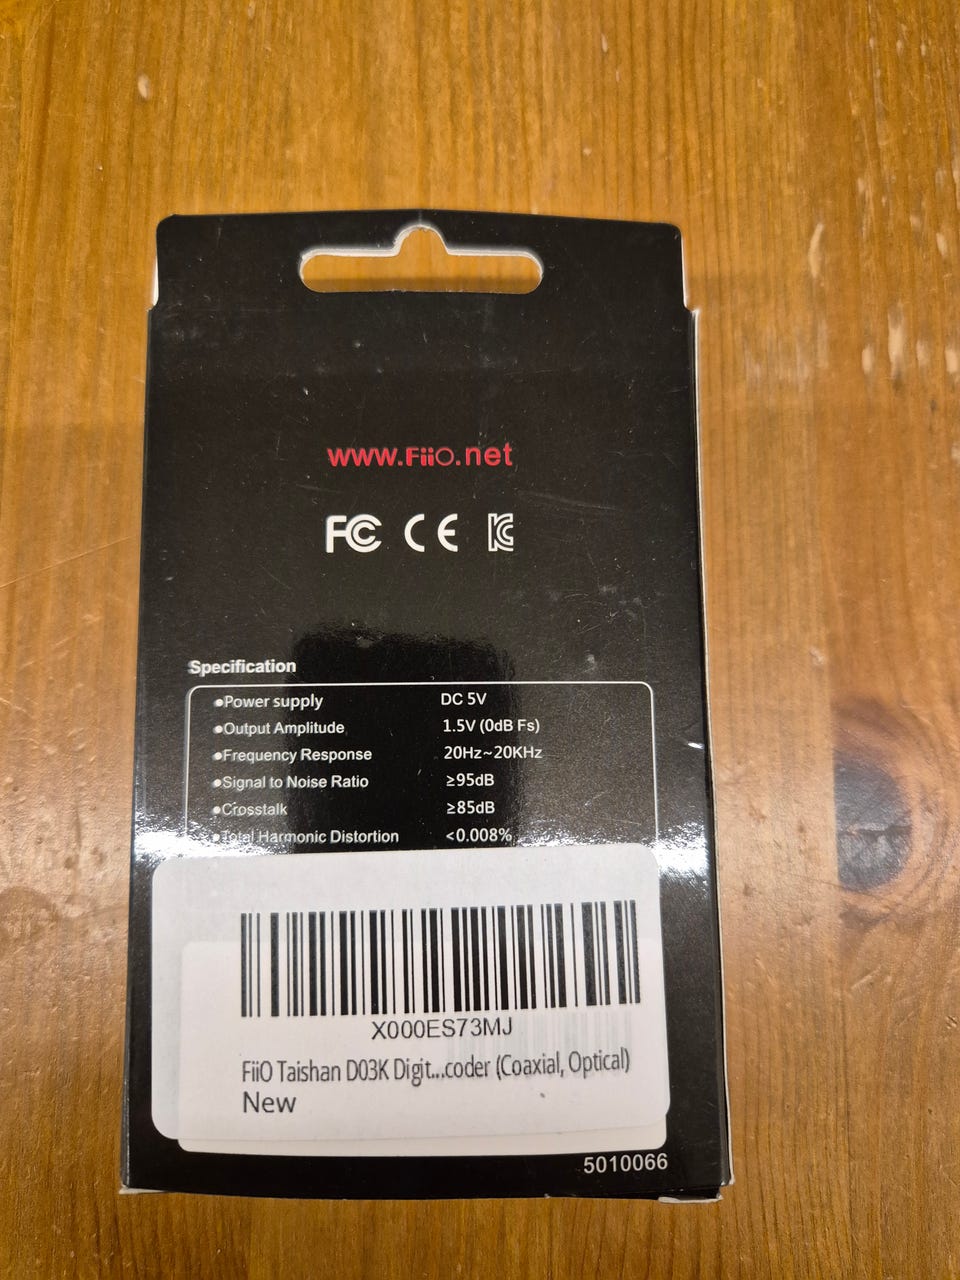 www.FiiO.net
FC CE
Specification
●Power supply DC 5V
●Output Amplitude 1.5V (0dB Fs)
●Frequency Response 20Hz~20KHz
●Signal to Noise Ratio ≥95dB
●Crosstalk ≥85dB
●Total Harmonic Distortion <0.008%
X000ES73MJ
FiiO Taishan D03K Digit...coder (Coaxial, Optical)
New
5010066